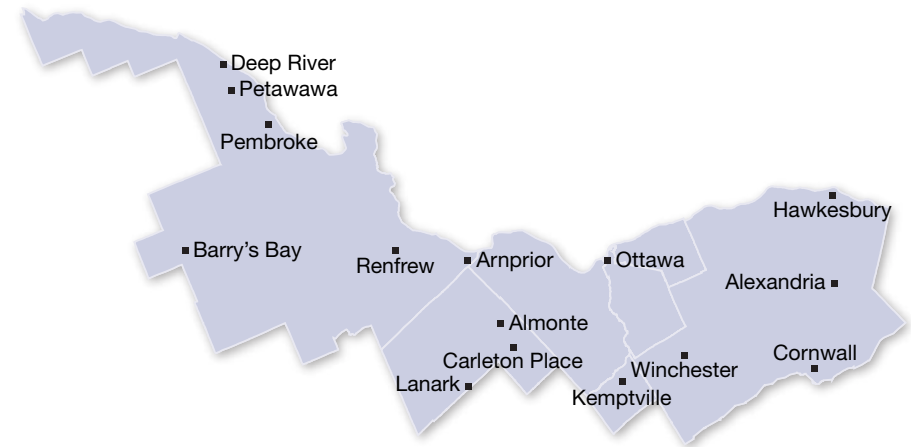 Deep River
Petawawa
Pembroke
Hawkesbury
Barry's Bay
Renfrew
Arnprior
Ottawa
Alexandria
Almonte
Carleton Place
Cornwall
Winchester
Lanark
Kemptville